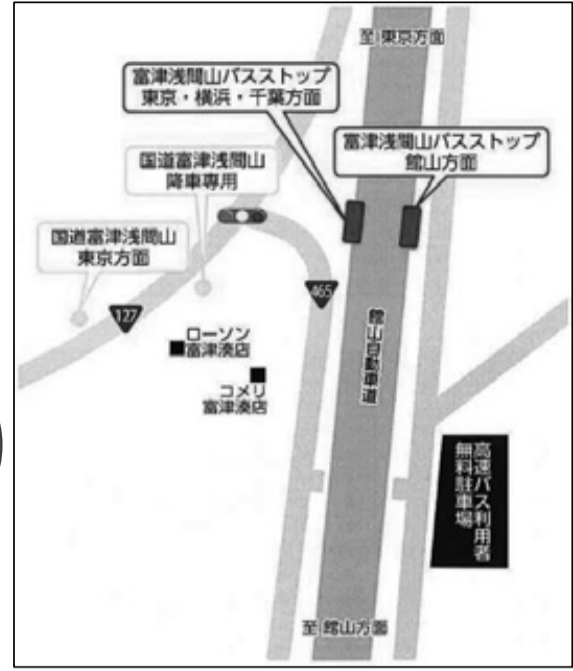 至 東京方面
富津浅間山バスストップ
東京・横浜・千葉方面
富津浅間山バスストップ
館山方面
国道富津浅間山
降車専用
国道富津浅間山
東京方面
127
465
ローソン
富津湊店
コメリ
富津湊店
館山自動車道
高速バス利用者
無料駐車場
至 館山方面